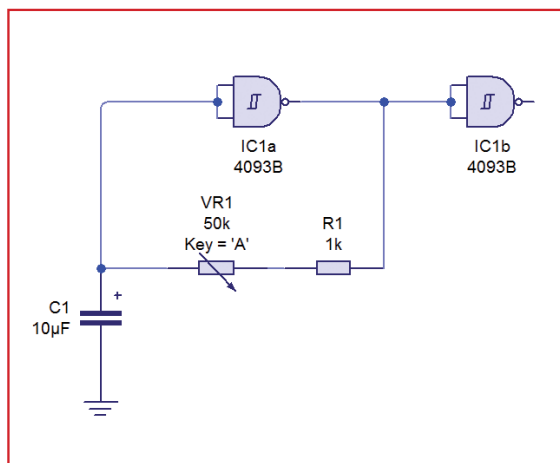 IC1a
4093B
IC1b
4093B
VR1
50k
Key = 'A'
R1
1k
+
C1
10µF